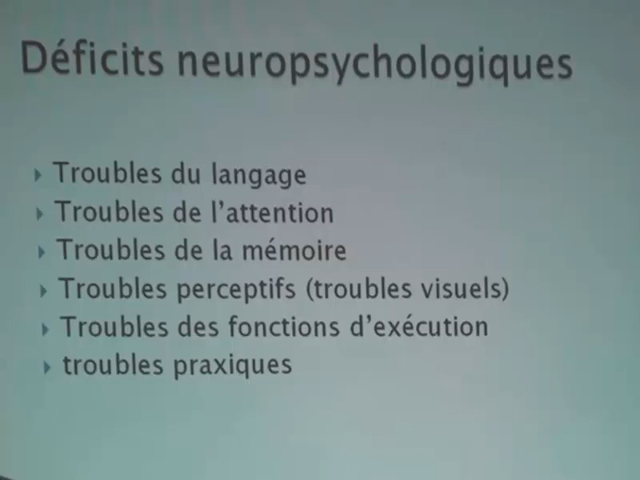 Déficits neuropsychologiques
Troubles du langage
Troubles de l'attention
Troubles de la mémoire
Troubles perceptifs (troubles visuels)
Troubles des fonctions d'exécution
troubles praxiques